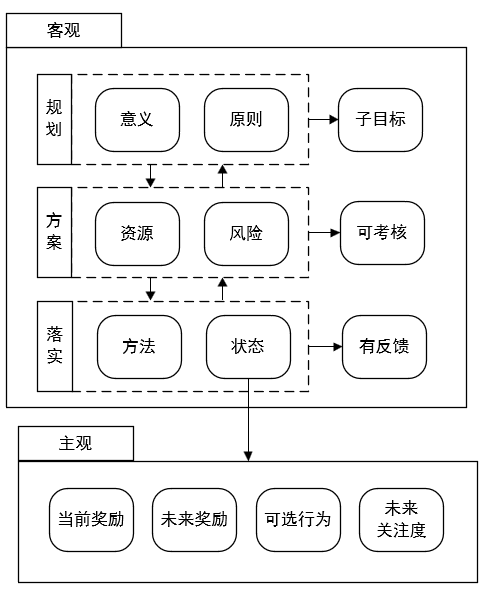 客观
规划
意义
原则
子目标
方案
资源
风险
可考核
落实
方法
状态
有反馈
主观
当前奖励
未来奖励
可选行为
未来
关注度